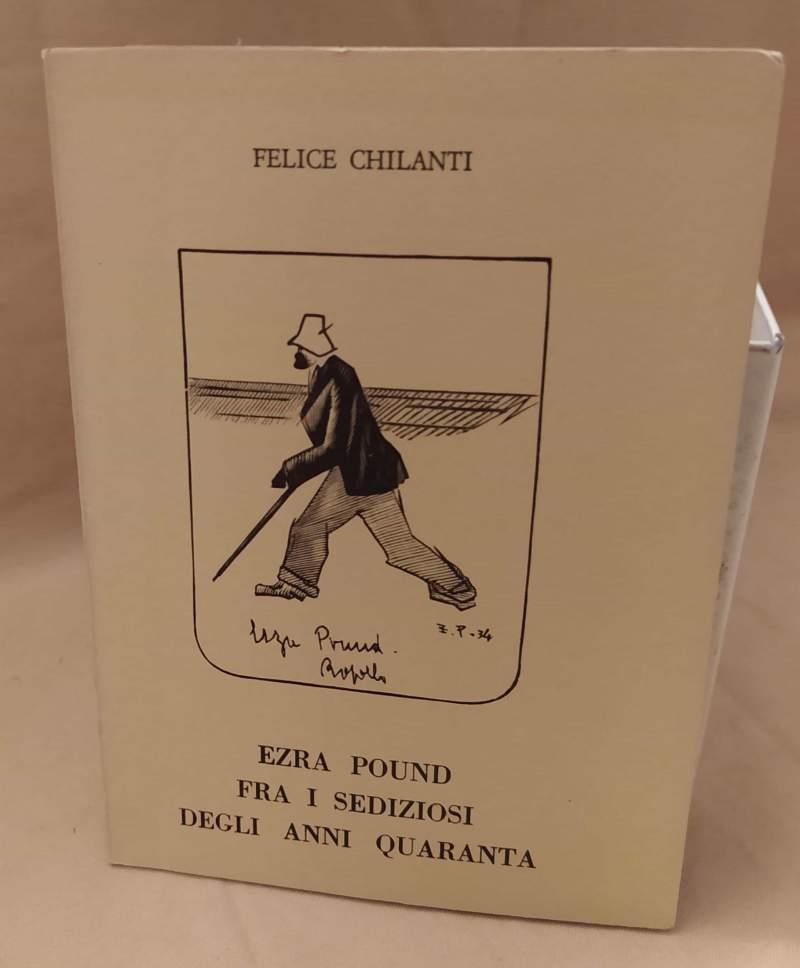 FELICE CHILANTI
Z.P-34
Ezra Pound.
Rapallo
EZRA POUND
FRA I SEDIZIOSI
DEGLI ANNI QUARANTA